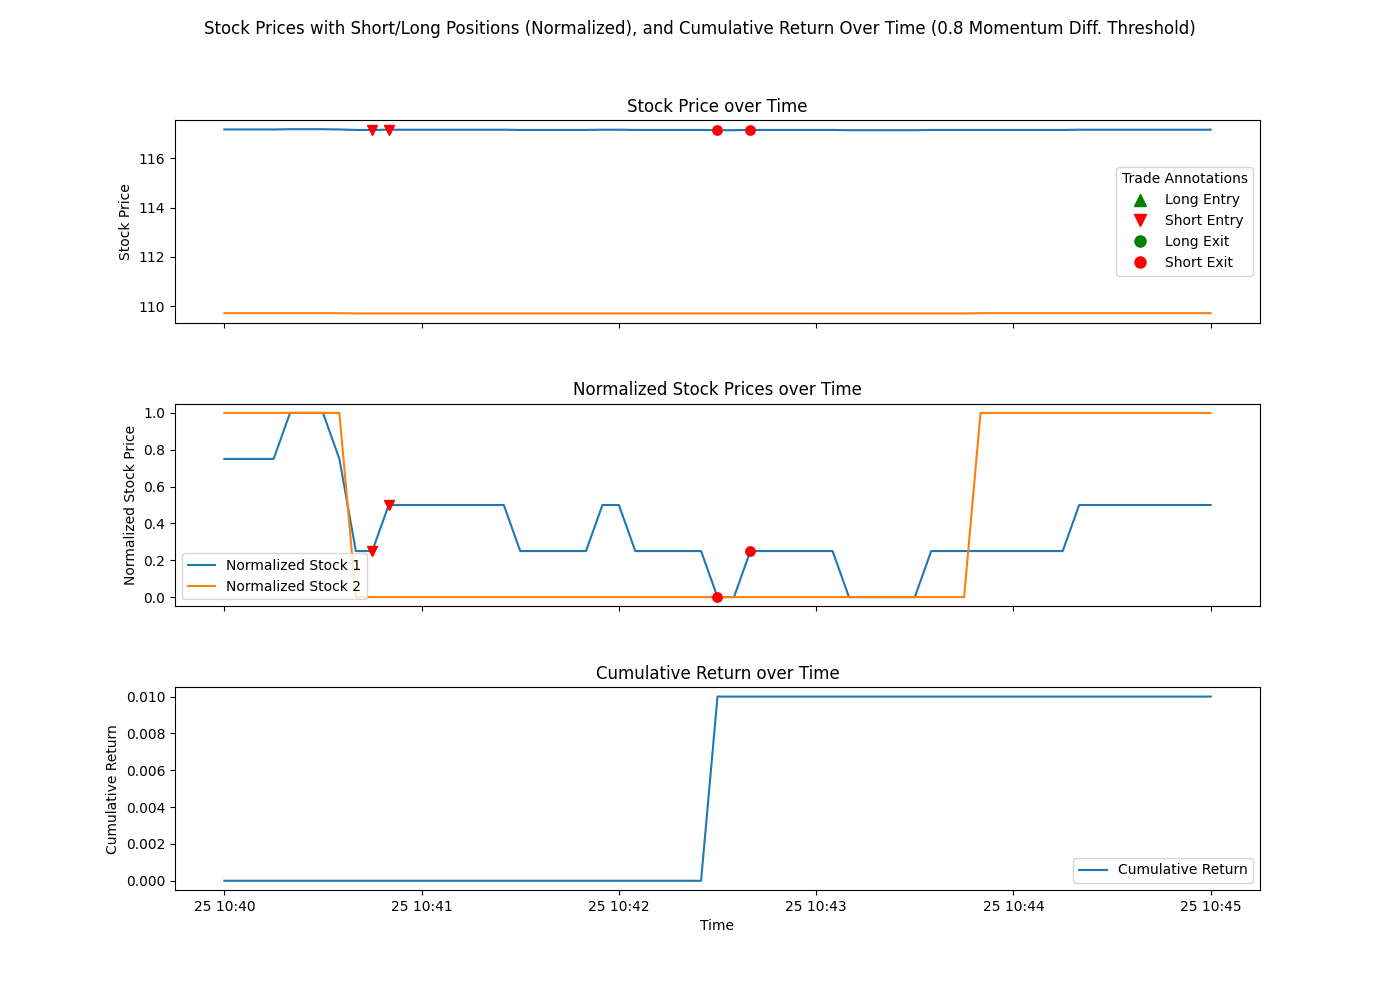 Stock Prices with Short/Long Positions (Normalized), and Cumulative Return Over Time (0.8 Momentum Diff. Threshold)
Stock Price over Time
Stock Price
116
114
112
110
Trade Annotations
Long Entry
Short Entry
Long Exit
Short Exit
Normalized Stock Prices over Time
Normalized Stock Price
1.0
0.8
0.6
0.4
0.2
0.0
Normalized Stock 1
Normalized Stock 2
Cumulative Return over Time
Cumulative Return
0.010
0.008
0.006
0.004
0.002
0.000
Cumulative Return
25 10:40
25 10:41
25 10:42
25 10:43
25 10:44
25 10:45
Time